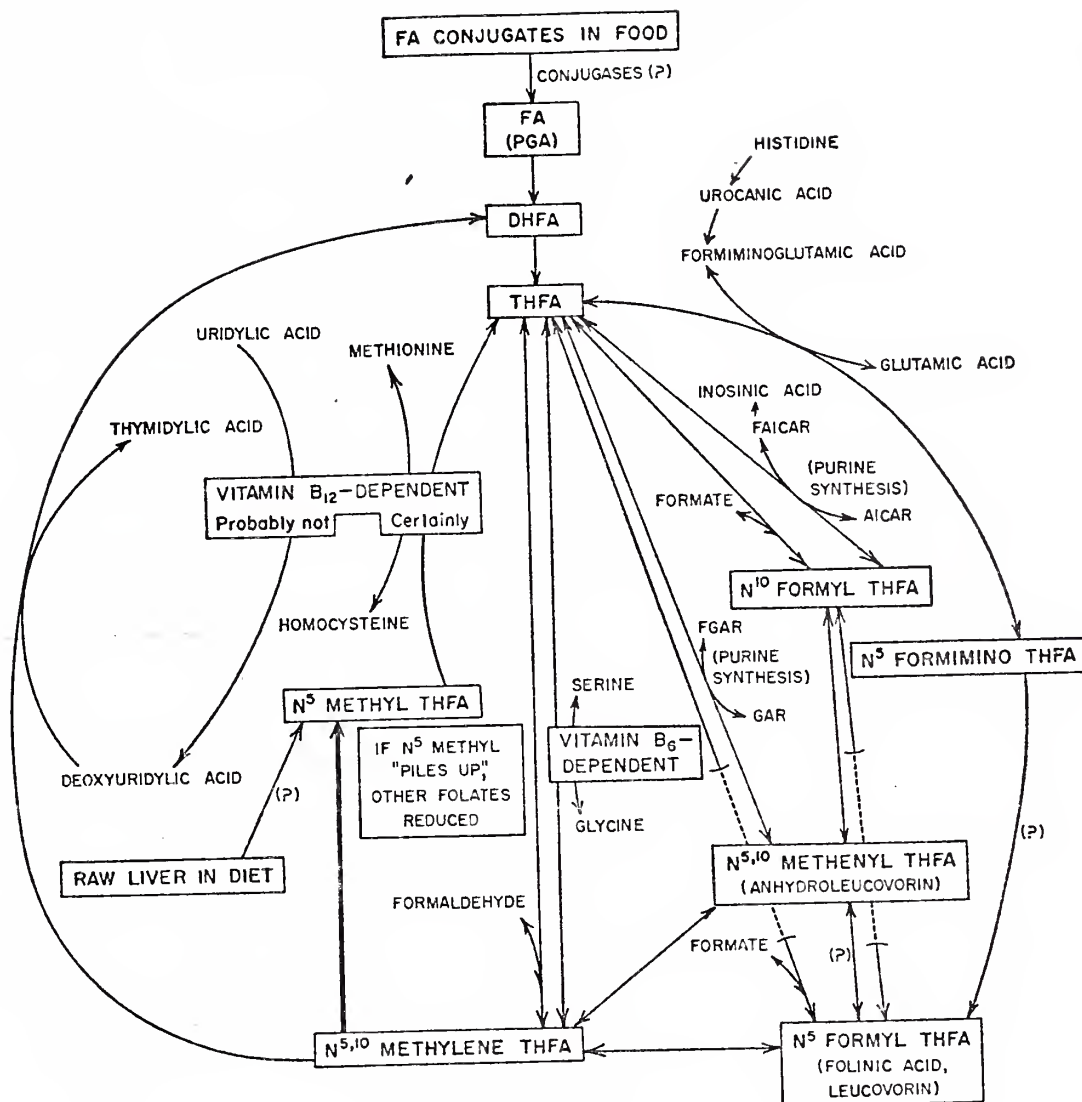 FA CONJUGATES IN FOOD
CONJUGASES (?)
FA
(PGA)
HISTIDINE
UROCANIC ACID
DHFA
FORMIMINOGLUTAMIC ACID
THFA
URIDYLIC ACID
METHIONINE
GLUTAMIC ACID
INOSINIC ACID
FAICAR
THYMIDYLIC ACID
(PURINE
SYNTHESIS)
VITAMIN B12-DEPENDENT
Probably not Certainly
FORMATE
AICAR
N10 FORMYL THFA
HOMOCYSTEINE
FGAR
(PURINE
SYNTHESIS)
N5 FORMIMINO THFA
SERINE
N5 METHYL THFA
GAR
VITAMIN B6-
DEPENDENT
IF N5 METHYL
"PILES UP",
OTHER FOLATES
REDUCED
DEOXYURIDYLIC ACID
(?)
GLYCINE
(?)
N5,10 METHENYL THFA
(ANHYDROLEUCOVORIN)
RAW LIVER IN DIET
FORMALDEHYDE
FORMATE
(?)
N5,10 METHYLENE THFA
N5 FORMYL THFA
(FOLINIC ACID,
LEUCOVORIN)